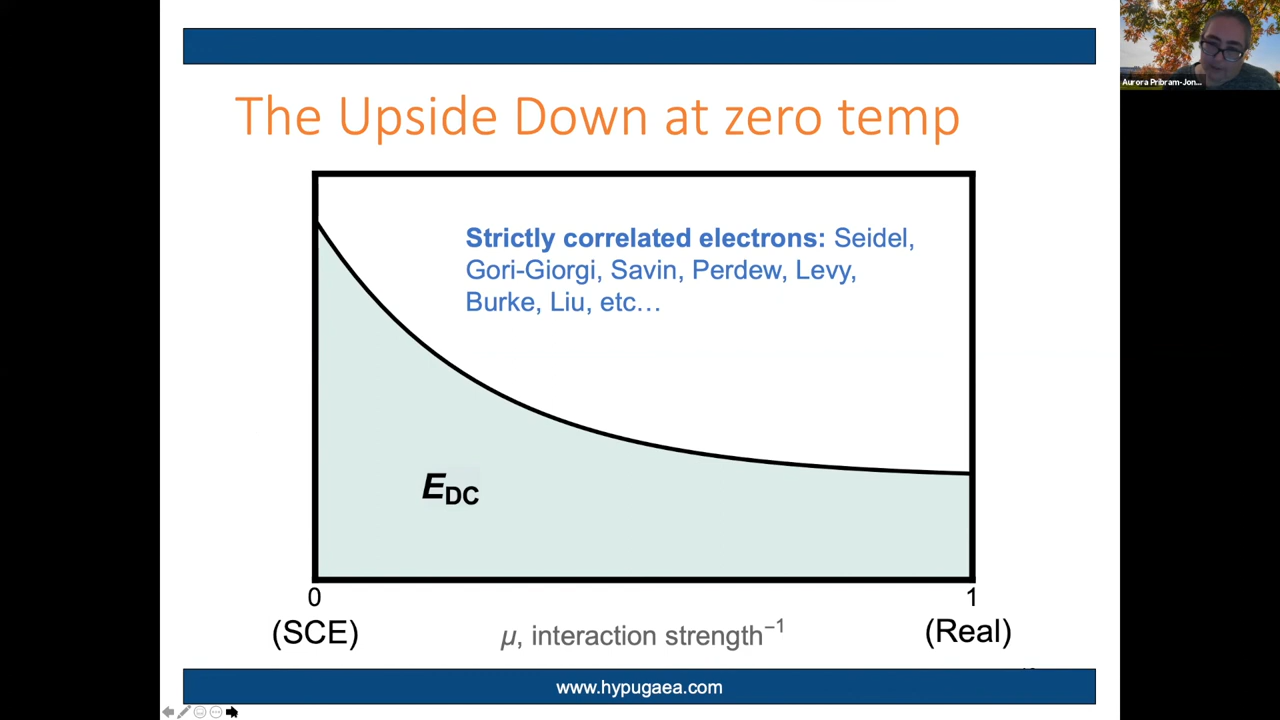 Aurora Pribram-Jon...
The Upside Down at zero temp
Strictly correlated electrons: Seidel,
Gori-Giorgi, Savin, Perdew, Levy,
Burke, Liu, etc…
E_DC
0
1
(SCE)
μ, interaction strength⁻¹
(Real)
www.hypugaea.com